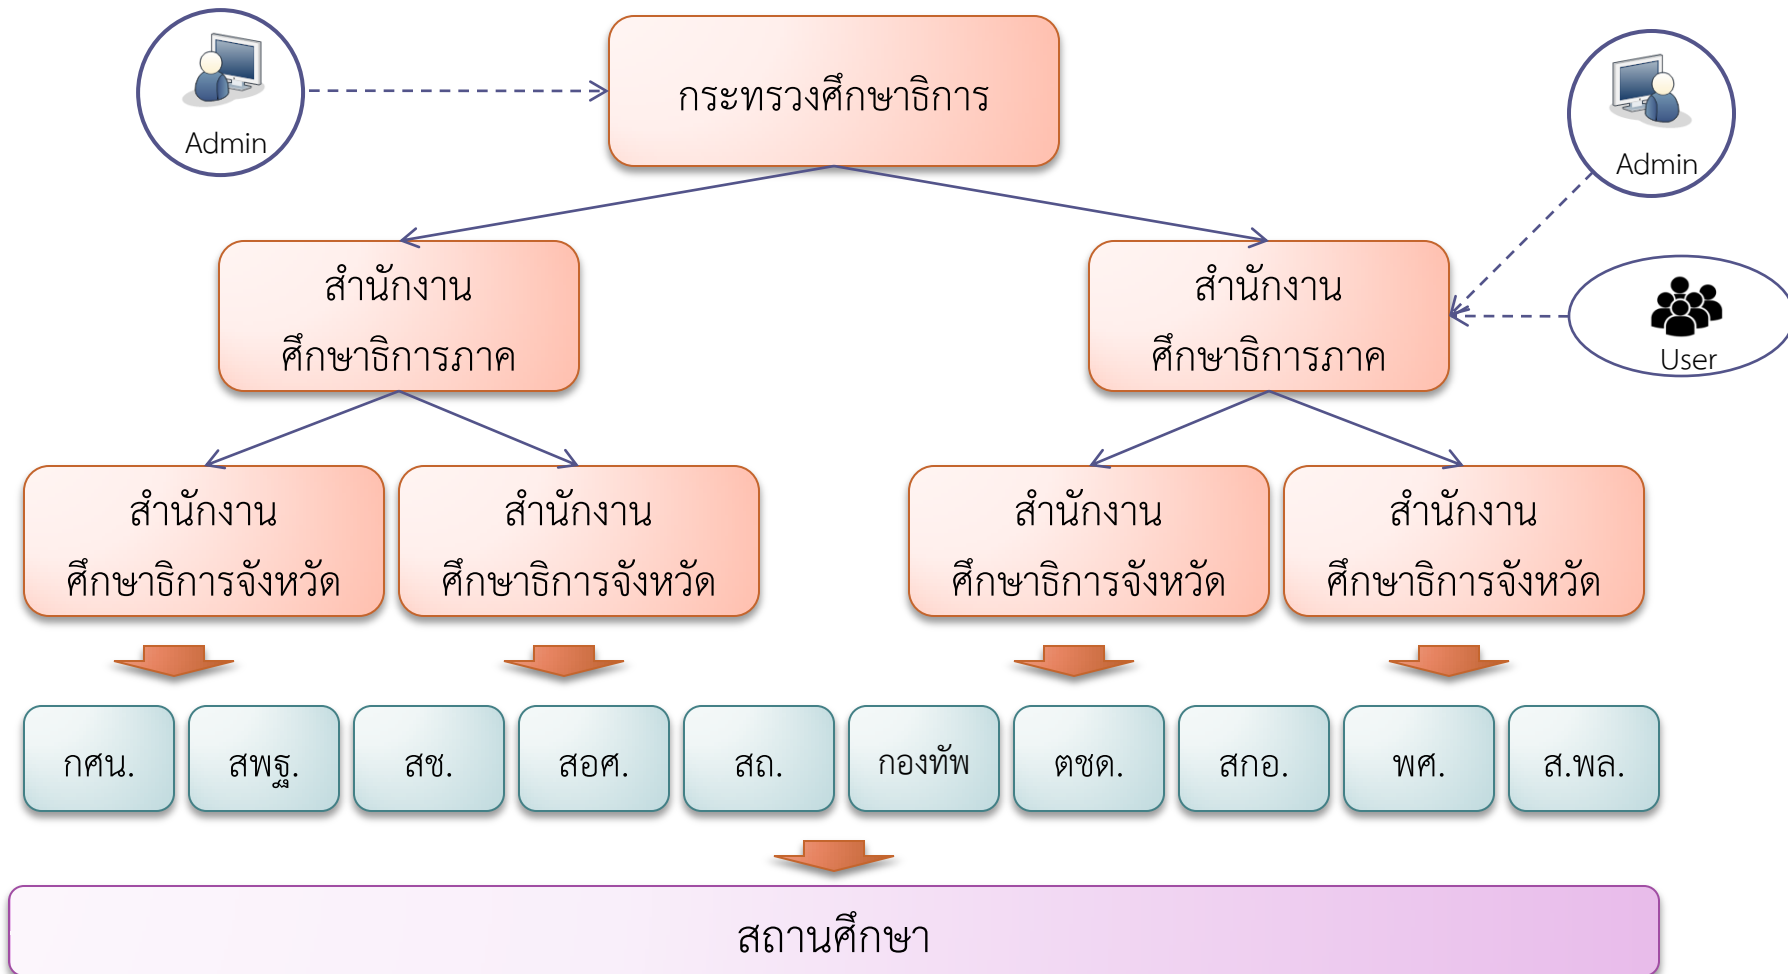 กระทรวงศึกษาธิการ
Admin
Admin
สำนักงาน
ศึกษาธิการภาค
สำนักงาน
ศึกษาธิการภาค
User
สำนักงาน
ศึกษาธิการจังหวัด
สำนักงาน
ศึกษาธิการจังหวัด
สำนักงาน
ศึกษาธิการจังหวัด
สำนักงาน
ศึกษาธิการจังหวัด
กศน.
สพฐ.
สช.
สอศ.
สถ.
กองทัพ
ตชด.
สกอ.
พศ.
ส.พล.
สถานศึกษา